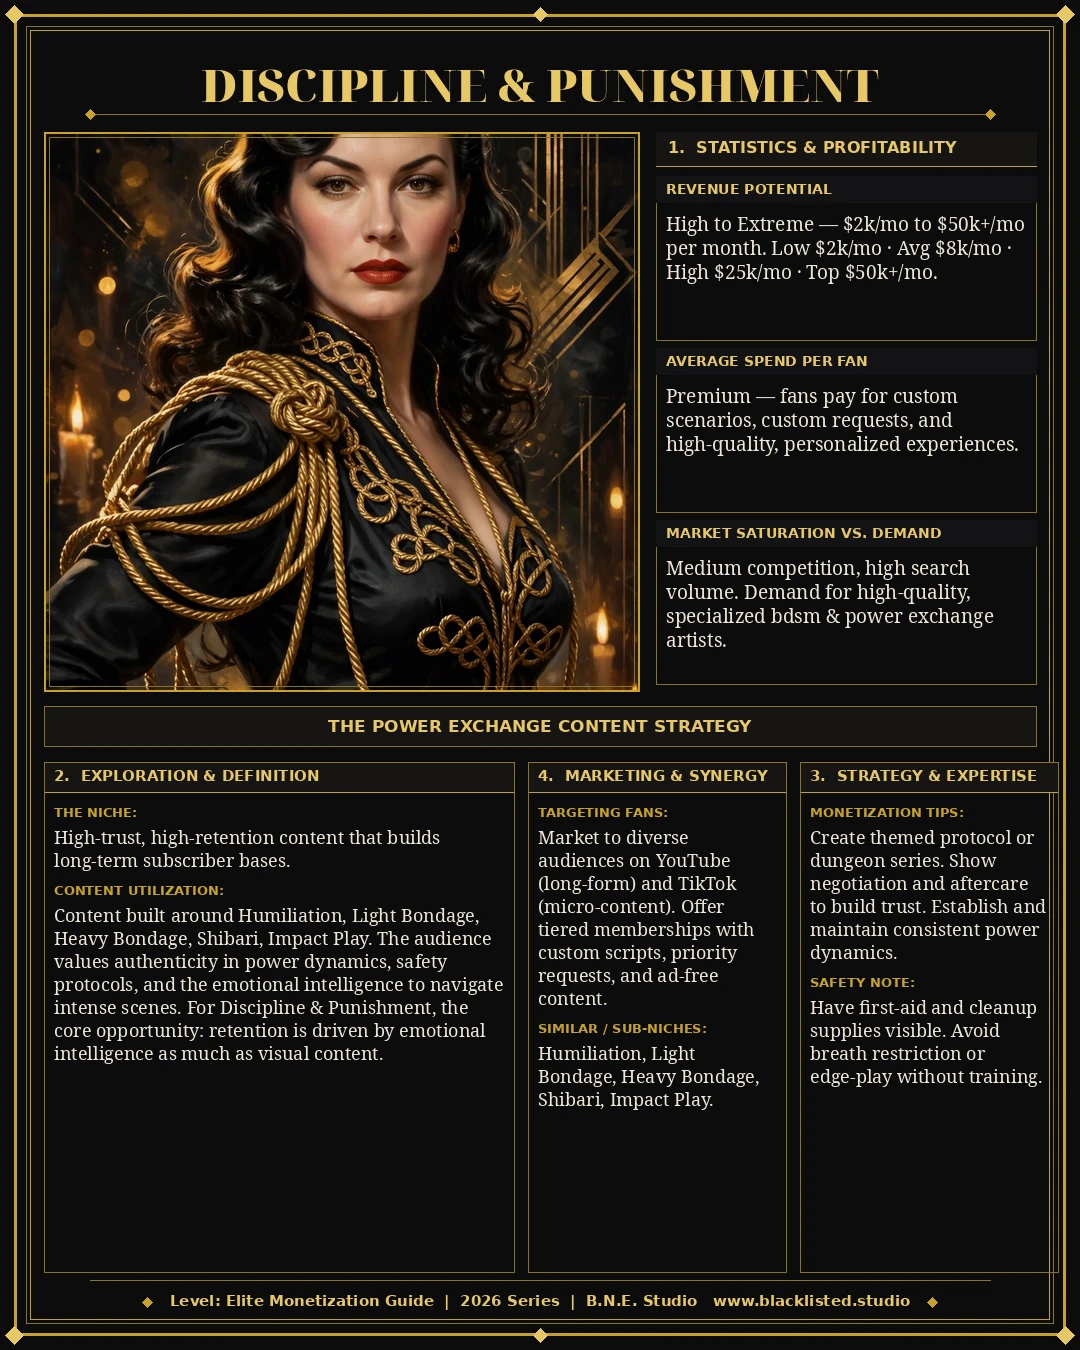 DISCIPLINE & PUNISHMENT
1. STATISTICS & PROFITABILITY
REVENUE POTENTIAL
High to Extreme — $2k/mo to $50k+/mo
per month. Low $2k/mo · Avg $8k/mo ·
High $25k/mo · Top $50k+/mo.
AVERAGE SPEND PER FAN
Premium — fans pay for custom
scenarios, custom requests, and
high-quality, personalized experiences.
MARKET SATURATION VS. DEMAND
Medium competition, high search
volume. Demand for high-quality,
specialized bdsm & power exchange
artists.
THE POWER EXCHANGE CONTENT STRATEGY
2. EXPLORATION & DEFINITION
THE NICHE:
High-trust, high-retention content that builds
long-term subscriber bases.
CONTENT UTILIZATION:
Content built around Humiliation, Light Bondage,
Heavy Bondage, Shibari, Impact Play. The audience
values authenticity in power dynamics, safety
protocols, and the emotional intelligence to navigate
intense scenes. For Discipline & Punishment, the
core opportunity: retention is driven by emotional
intelligence as much as visual content.
4. MARKETING & SYNERGY
TARGETING FANS:
Market to diverse
audiences on YouTube
(long-form) and TikTok
(micro-content). Offer
tiered memberships with
custom scripts, priority
requests, and ad-free
content.
SIMILAR / SUB-NICHES:
Humiliation, Light
Bondage, Heavy Bondage,
Shibari, Impact Play.
3. STRATEGY & EXPERTISE
MONETIZATION TIPS:
Create themed protocol or
dungeon series. Show
negotiation and aftercare
to build trust. Establish and
maintain consistent power
dynamics.
SAFETY NOTE:
Have first-aid and cleanup
supplies visible. Avoid
breath restriction or
edge-play without training.
Level: Elite Monetization Guide | 2026 Series | B.N.E. Studio www.blacklisted.studio